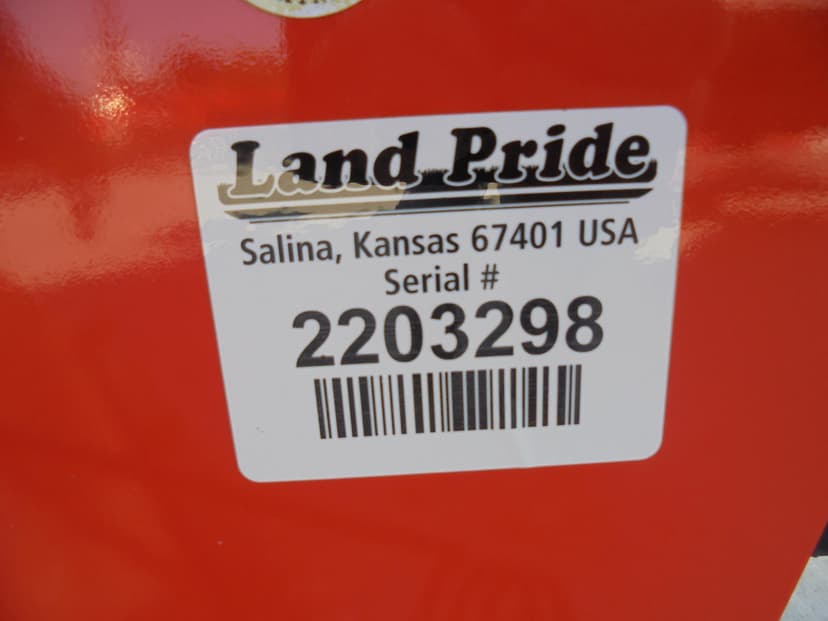 Land Pride
Salina, Kansas 67401 USA
Serial #
2203298